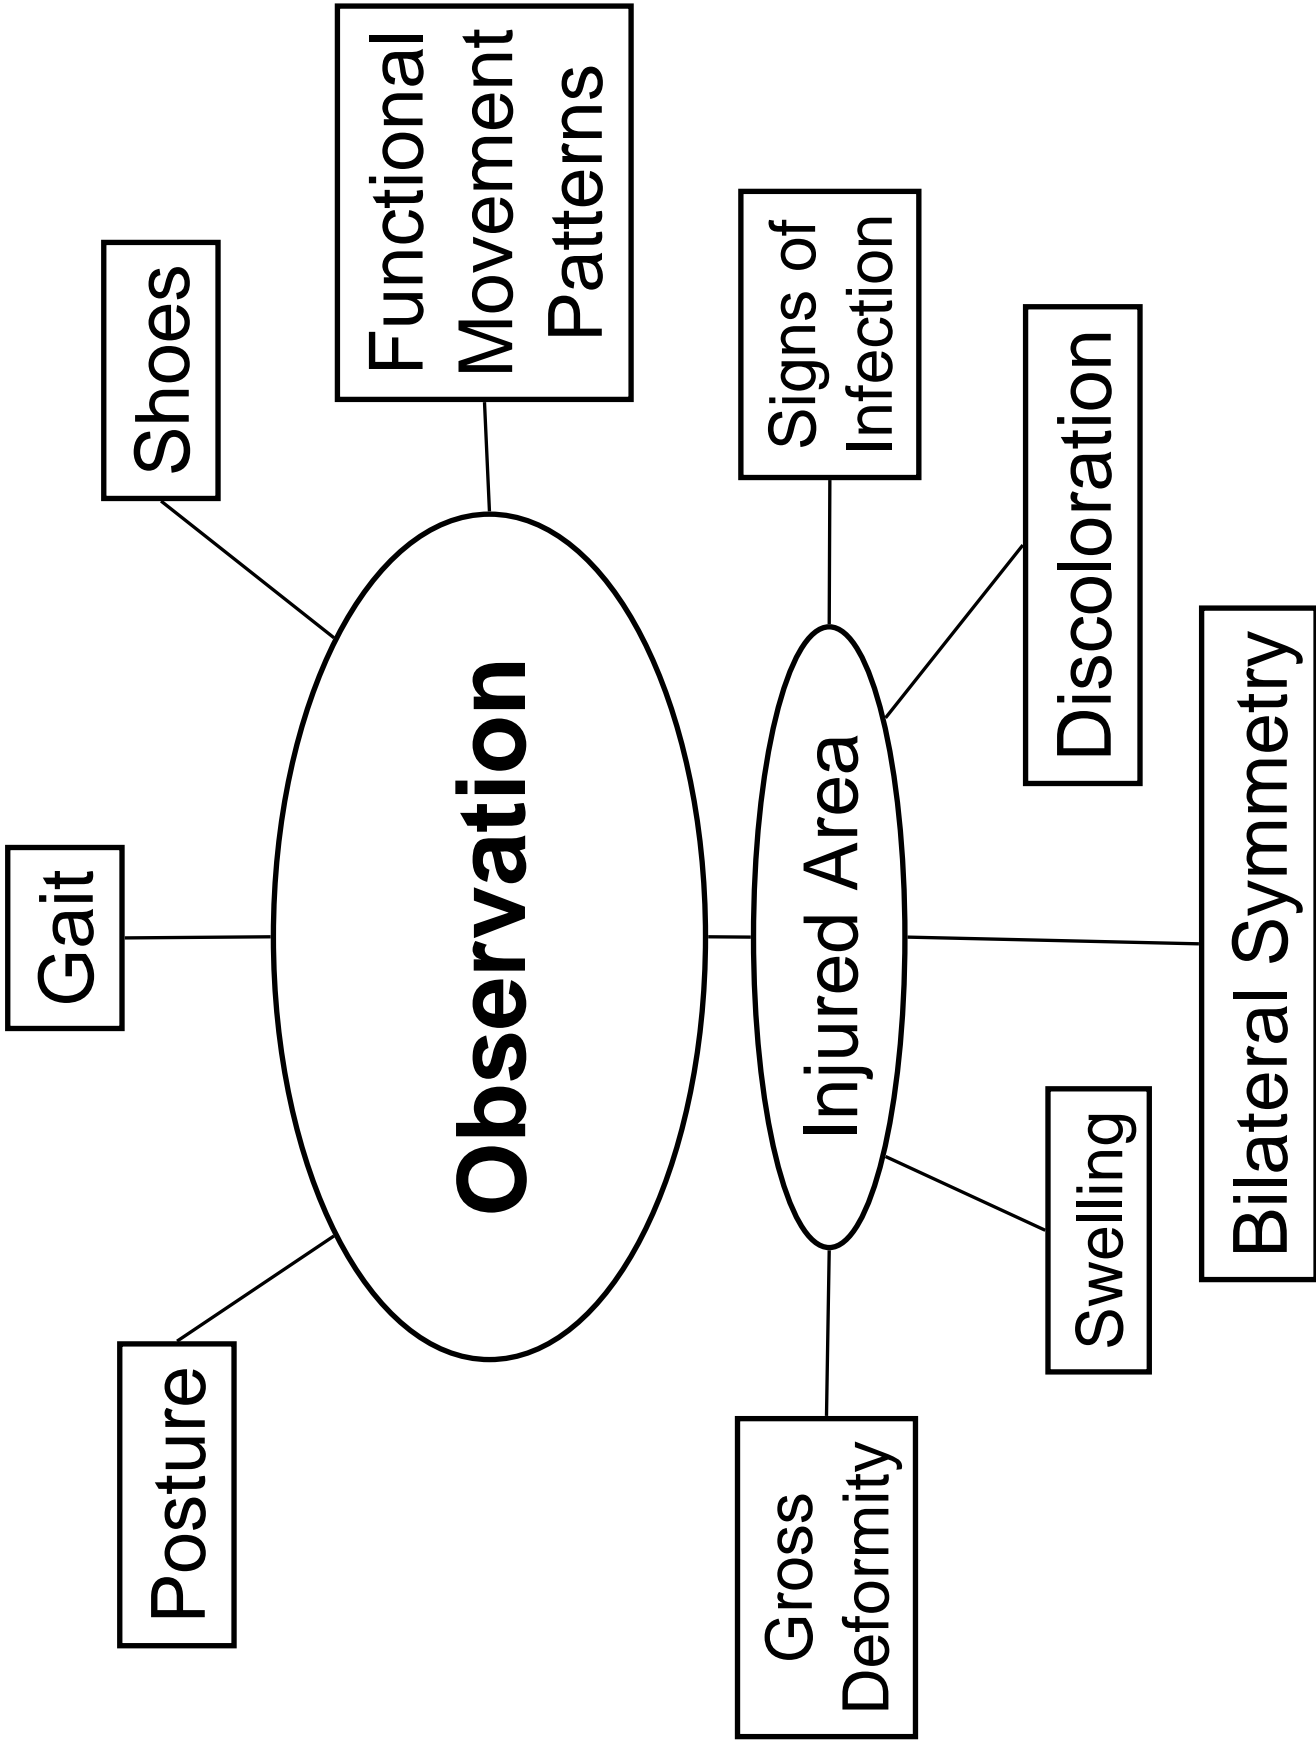 Gait
Posture
Shoes
Functional
Movement
Patterns
Observation
Injured Area
Gross
Deformity
Signs of
Infection
Swelling
Discoloration
Bilateral Symmetry